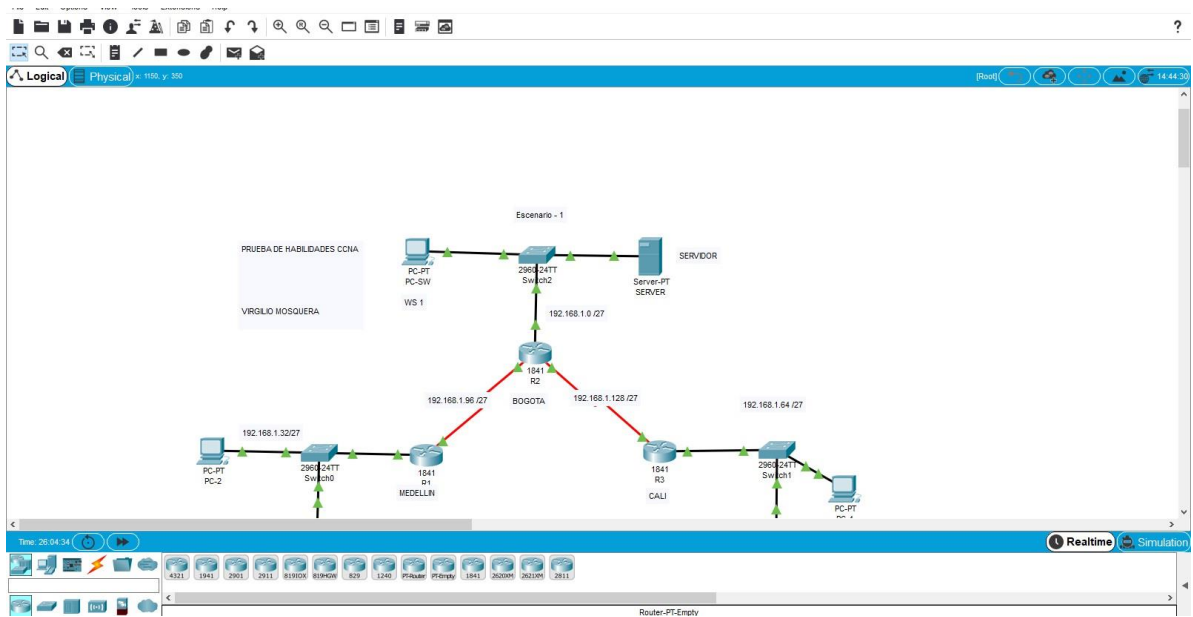 ?
Logical
Physical
x: 1150, y: 350
[Root]
14:44:30
Escenario - 1
PRUEBA DE HABILIDADES CCNA
VIRGILIO MOSQUERA
PC-PT
PC-SW
WS 1
2960-24TT
Switch2
SERVIDOR
Server-PT
SERVER
192.168.1.0 /27
1841
R2
BOGOTA
192.168.1.96 /27
192.168.1.128 /27
192.168.1.64 /27
192.168.1.32/27
PC-PT
PC-2
2960-24TT
Switch0
1841
R1
MEDELLIN
1841
R3
CALI
2960-24TT
Switch1
PC-PT
Time: 26:04:34
Realtime
Simulation
4321
1941
2901
2911
819IOX
819HGW
829
1240
PT-Router
PT-Empty
1841
2620XM
2621XM
2811
Router-PT-Empty